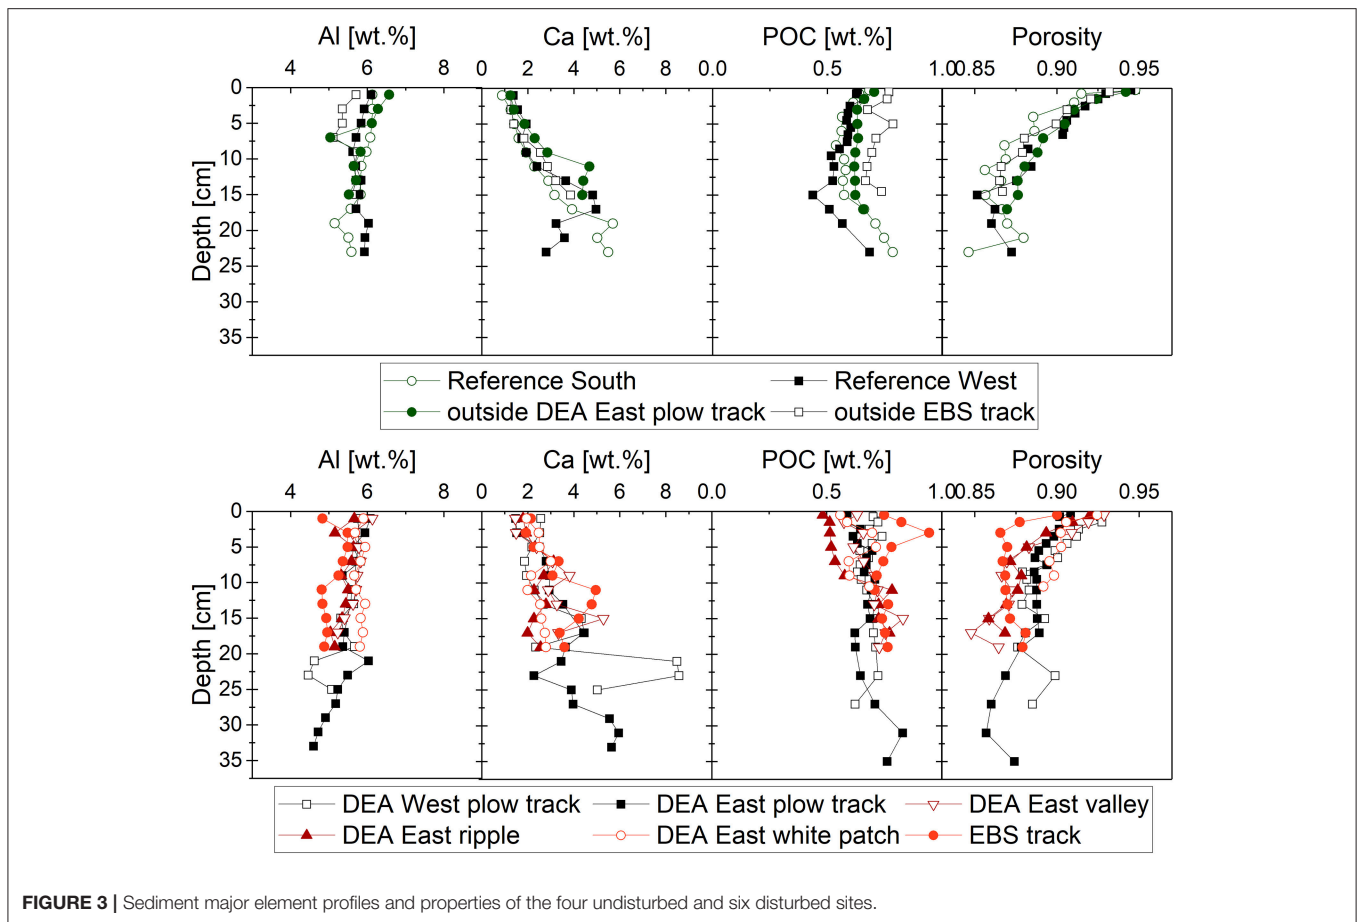 Al [wt.%] Ca [wt.%] POC [wt.%] Porosity
4 6 0 2 4 6 8 0.0 0.5 1.0 0.85 0.90 0.95
0
5
10
15
20
25
30
35
Depth [cm]
Reference South Reference West
outside DEA East plow track outside EBS track
Al [wt.%] Ca [wt.%] POC [wt.%] Porosity
4 6 0 2 4 6 8 0.0 0.5 1.0 0.85 0.90 0.95
0
5
10
15
20
25
30
35
Depth [cm]
DEA West plow track DEA East plow track DEA East valley
DEA East ripple DEA East white patch EBS track
FIGURE 3 | Sediment major element profiles and properties of the four undisturbed and six disturbed sites.